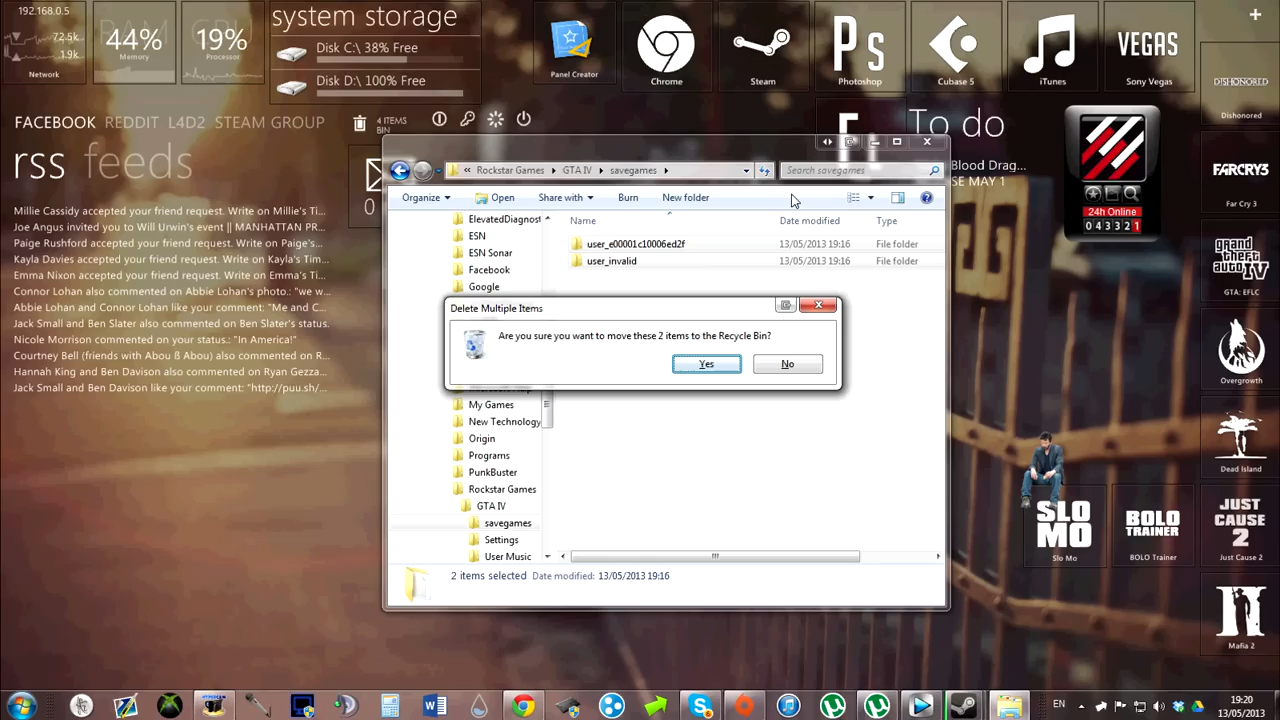 192.168.0.5
72.5k
1.9k
Network
44%
Memory
19%
Processor
system storage
Disk C:\ 38% Free
Disk D:\ 100% Free
Panel Creator
Chrome
Steam
Ps
Photoshop
Cubase 5
iTunes
VEGAS
Sony Vegas
+
DISHONORED
Dishonored
FACEBOOK REDDIT L4D2 STEAM GROUP
4 ITEMS
BIN
rss feeds
0
Millie Cassidy accepted your friend request. Write on Millie's Ti...
Joe Angus invited you to Will Urwin's event || MANHATTAN PR...
Paige Rushford accepted your friend request. Write on Paige's...
Kayla Davies accepted your friend request. Write on Kayla's Tim...
Emma Nixon accepted your friend request. Write on Emma's Ti...
Connor Lohan also commented on Abbie Lohan's photo.: "we w...
Abbie Lohan and Connor Lohan like your comment: "Me and C...
Jack Small and Ben Slater also commented on Ben Slater's status.
Nicole Morrison commented on your status.: "In America!"
Courtney Bell (friends with Abou ß Abou) also commented on R...
Hannah King and Ben Davison also commented on Ryan Gezza...
Jack Small and Ben Davison like your comment: "http://puu.sh/...
To do
Blood Drag...
SE MAY 1
24h Online
043321
« Rockstar Games GTA IV savegames
Search savegames
Organize Open Share with Burn New folder
Name Date modified Type
user_e00001c10006ed2f 13/05/2013 19:16 File folder
user_invalid 13/05/2013 19:16 File folder
ElevatedDiagnost
ESN
ESN Sonar
Facebook
Google
Delete Multiple Items
Are you sure you want to move these 2 items to the Recycle Bin?
Yes
No
My Games
New Technology
Origin
Programs
PunkBuster
Rockstar Games
GTA IV
savegames
Settings
User Music
2 items selected Date modified: 13/05/2013 19:16
FARCRY3
Far Cry 3
grand
theft
auto
IV
GTA: EFLC
Overgrowth
Dead Island
SLO
MO
Slo Mo
BOLO
TRAINER
BOLO Trainer
JUST
CAUSE
2
Just Cause 2
Mafia 2
EN
19:20
13/05/2013